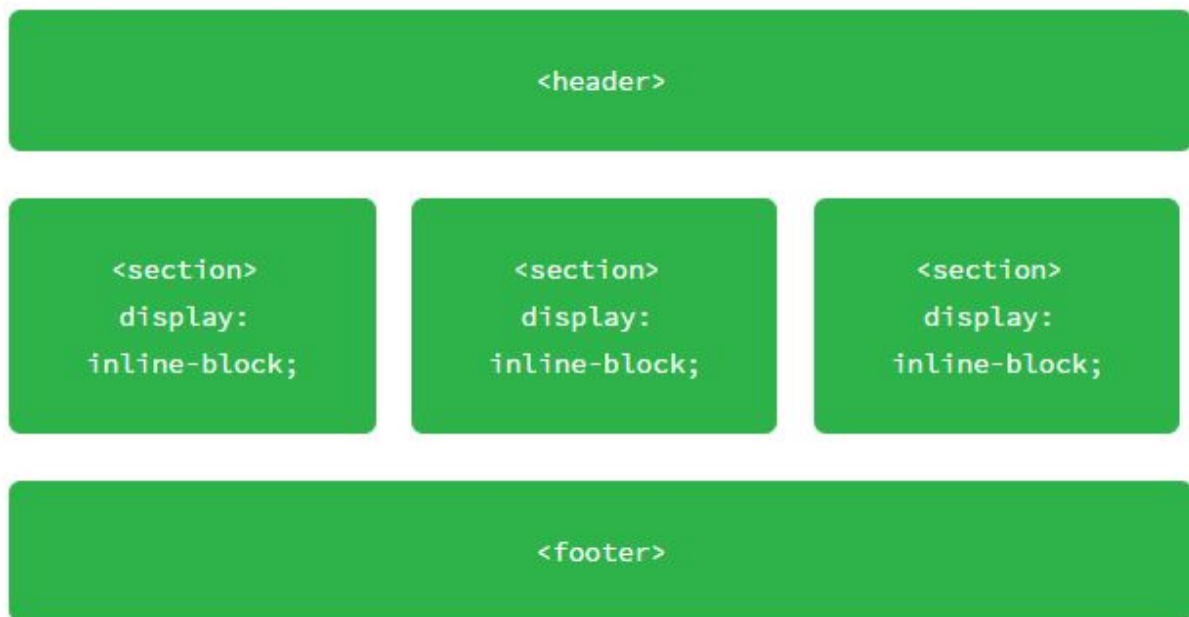 <header>
<section>
display:
inline-block;
<section>
display:
inline-block;
<section>
display:
inline-block;
<footer>